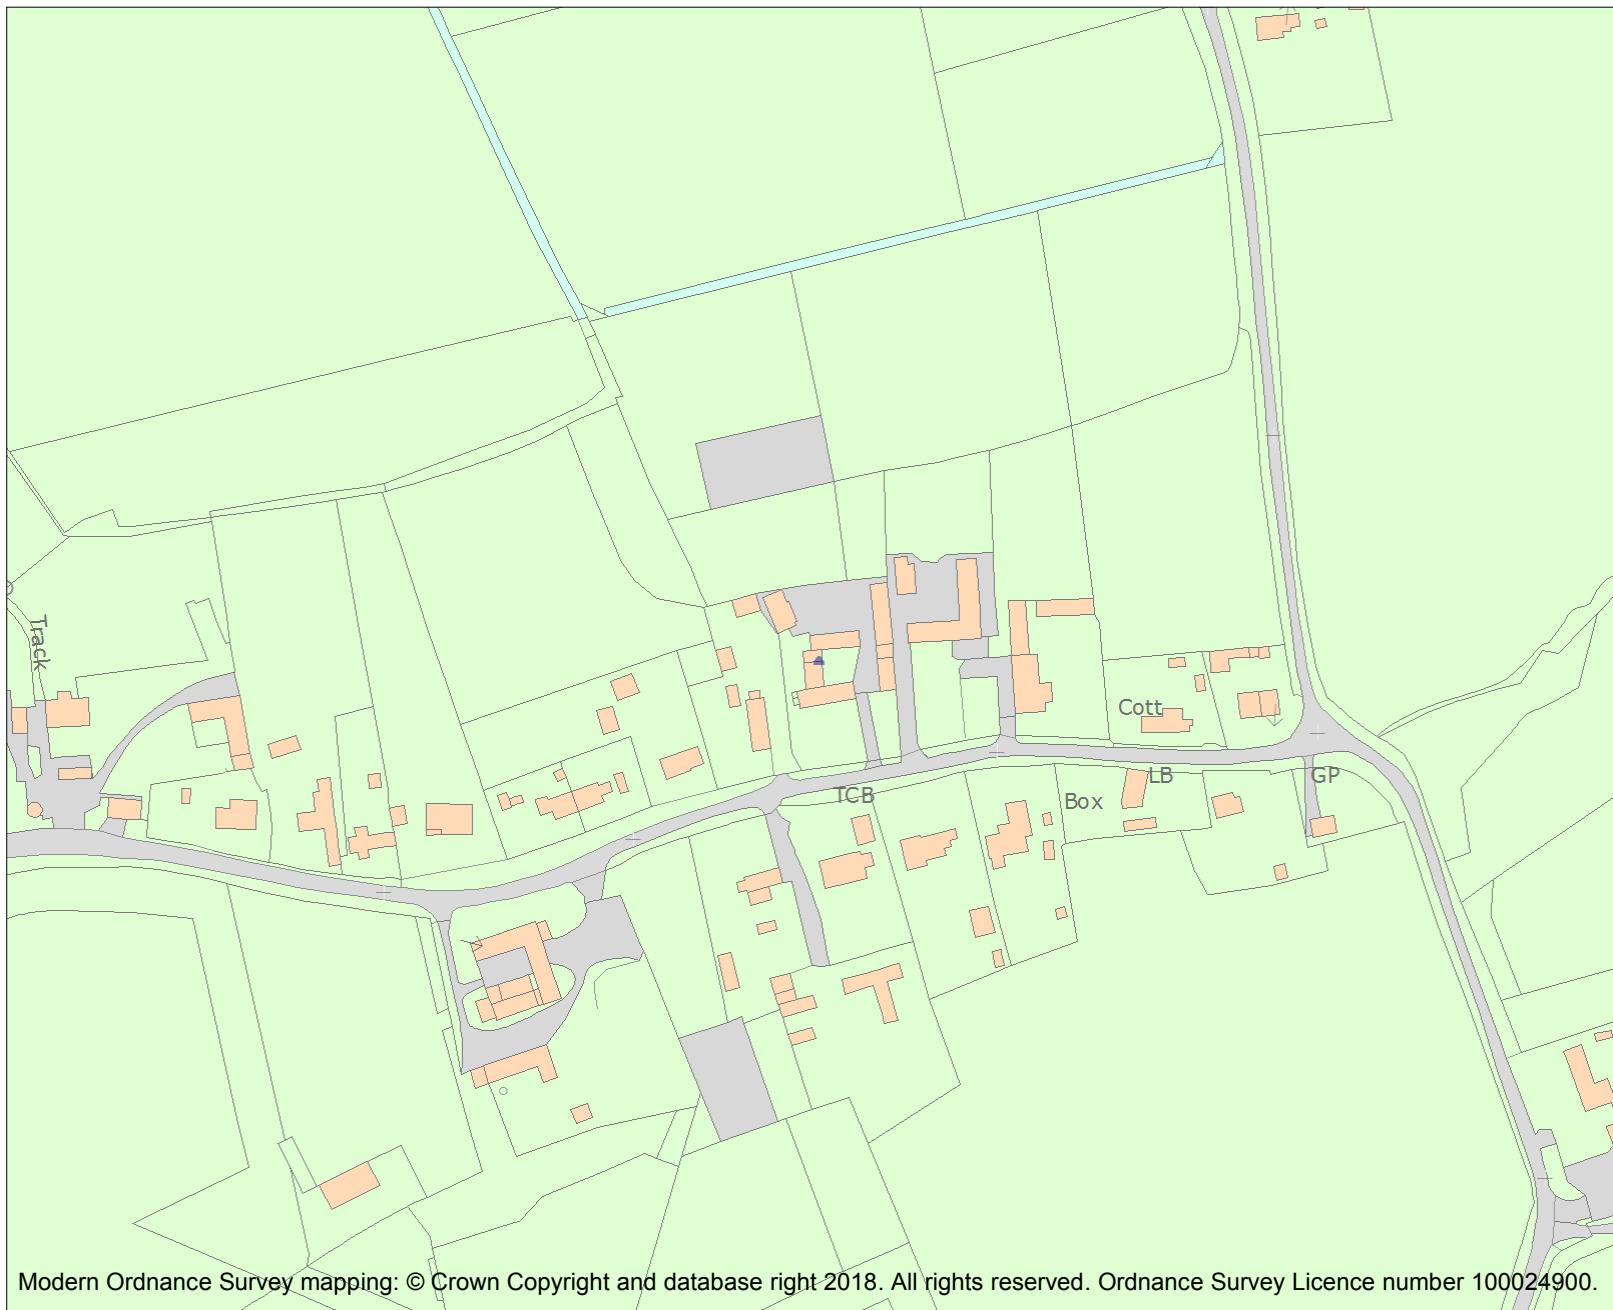 Track
Cott
LB
GP
TCB
Box
Modern Ordnance Survey mapping: © Crown Copyright and database right 2018. All rights reserved. Ordnance Survey Licence number 100024900.